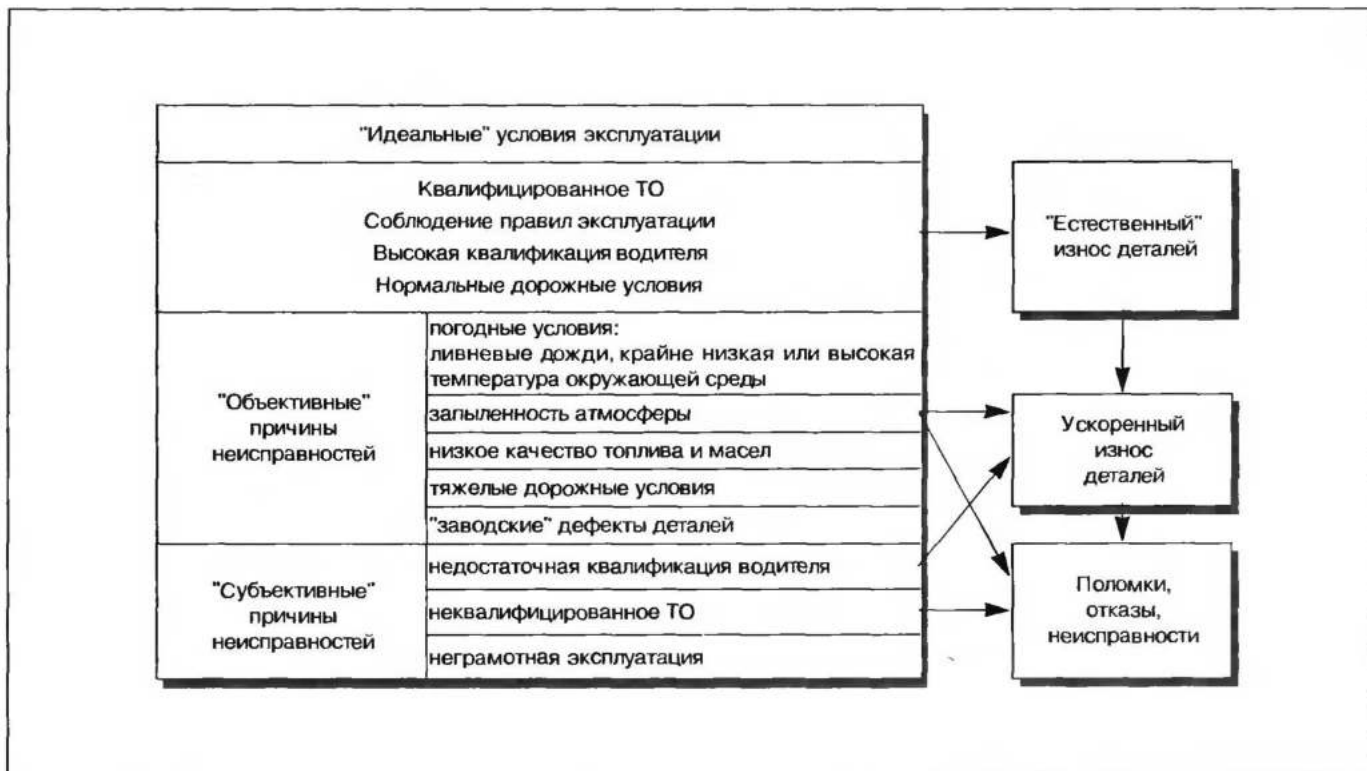 "Идеальные" условия эксплуатации
Квалифицированное ТО
Соблюдение правил эксплуатации
Высокая квалификация водителя
Нормальные дорожные условия
"Объективные"
причины
неисправностей
погодные условия:
ливневые дожди, крайне низкая или высокая
температура окружающей среды
запыленность атмосферы
низкое качество топлива и масел
тяжелые дорожные условия
"заводские" дефекты деталей
"Субъективные"
причины
неисправностей
недостаточная квалификация водителя
неквалифицированное ТО
неграмотная эксплуатация
"Естественный"
износ деталей
Ускоренный
износ
деталей
Поломки,
отказы,
неисправности